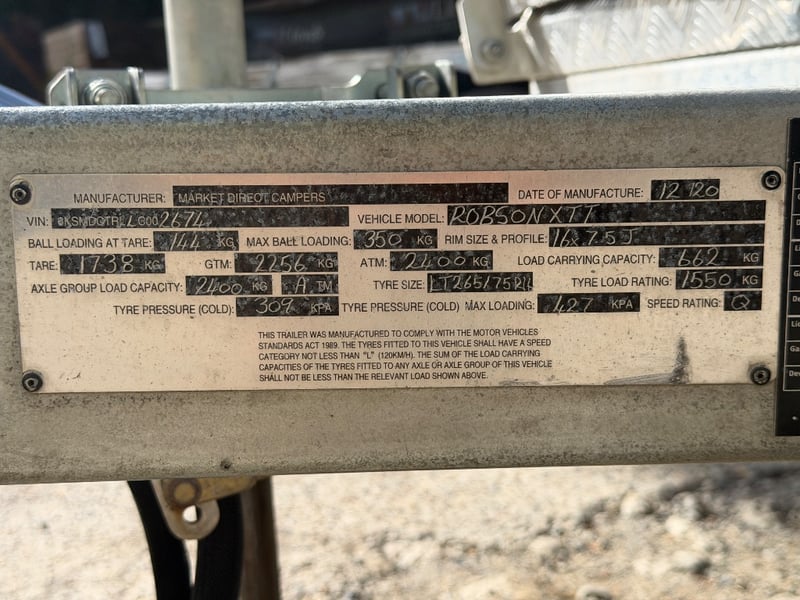 MANUFACTURER: MARKET DIRECT CAMPERS DATE OF MANUFACTURE: 12 20
VIN: LG002674 VEHICLE MODEL: ROBSON XTT
BALL LOADING AT TARE: 144 KG MAX BALL LOADING: 350 KG RIM SIZE & PROFILE: 16x7.5J
TARE: 1738 KG GTM: 2256 KG ATM: 2400 KG LOAD CARRYING CAPACITY: 662 KG
AXLE GROUP LOAD CAPACITY: 2400 KG A TM TYRE SIZE: LT265/75 TYRE LOAD RATING: 1550 KG
TYRE PRESSURE (COLD): 309 KPA TYRE PRESSURE (COLD) MAX LOADING: 427 KPA SPEED RATING: Q
THIS TRAILER WAS MANUFACTURED TO COMPLY WITH THE MOTOR VEHICLES
STANDARDS ACT 1989. THE TYRES FITTED TO THIS VEHICLE SHALL HAVE A SPEED
CATEGORY NOT LESS THAN "L" (120KM/H). THE SUM OF THE LOAD CARRYING
CAPACITIES OF THE TYRES FITTED TO ANY AXLE OR AXLE GROUP OF THIS VEHICLE
SHALL NOT BE LESS THAN THE RELEVANT LOAD SHOWN ABOVE.